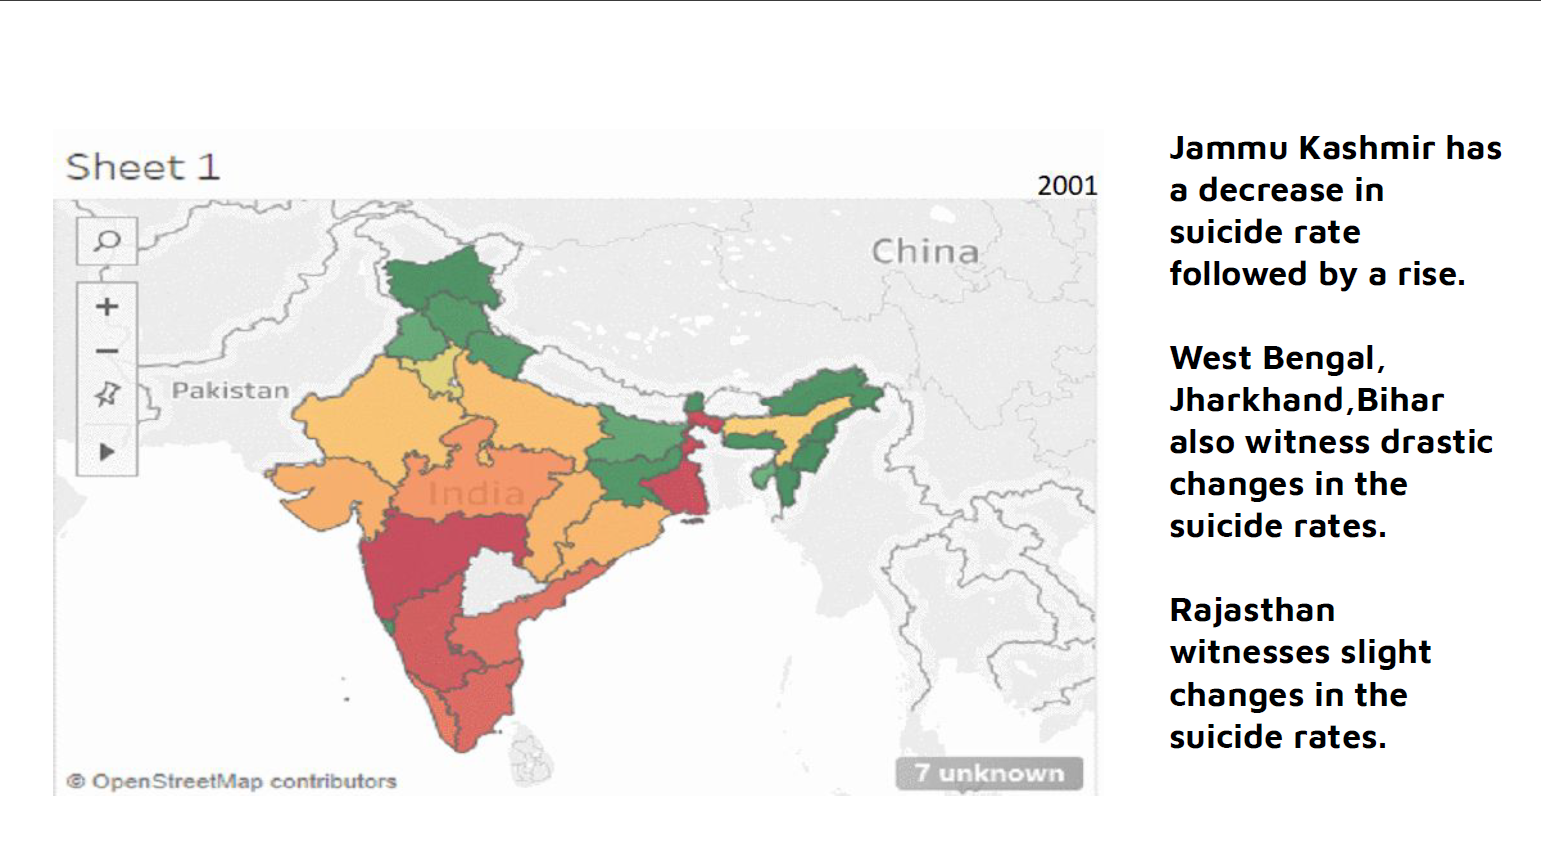 Sheet 1
2001
China
Pakistan
India
© OpenStreetMap contributors
7 unknown
Jammu Kashmir has
a decrease in
suicide rate
followed by a rise.
West Bengal,
Jharkhand,Bihar
also witness drastic
changes in the
suicide rates.
Rajasthan
witnesses slight
changes in the
suicide rates.